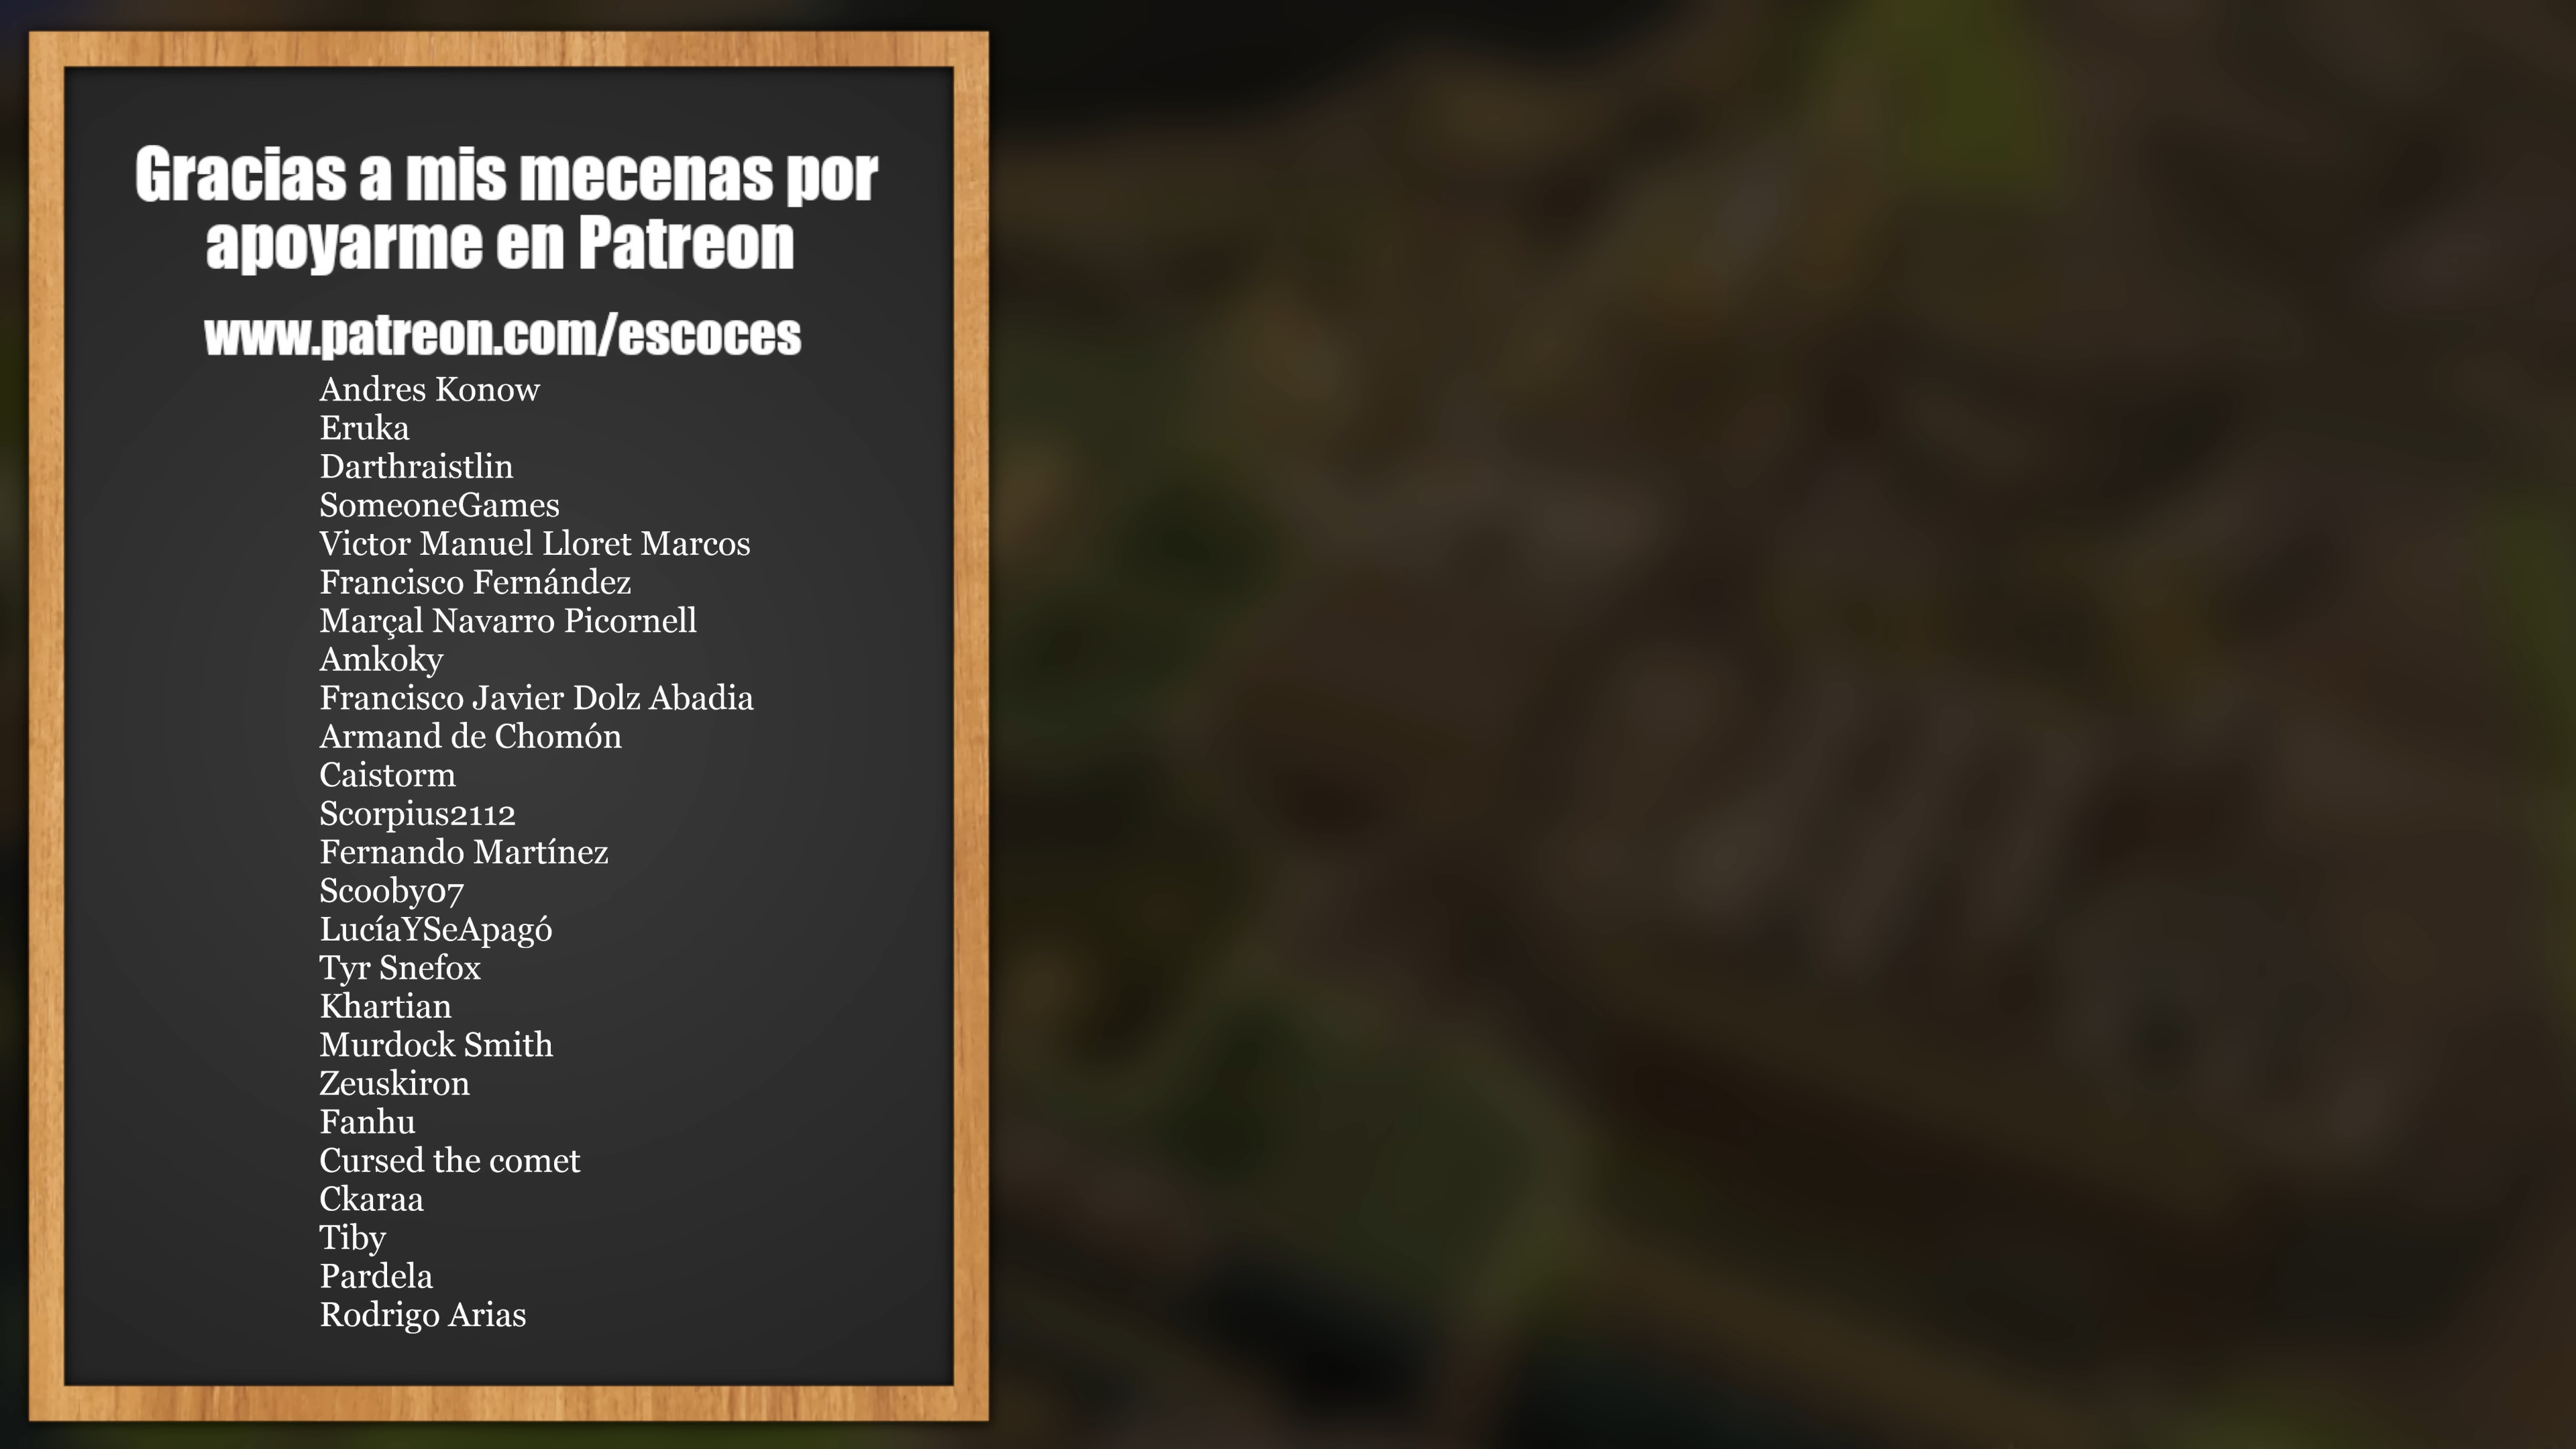 Gracias a mis mecenas por
apoyarme en Patreon
www.patreon.com/escoces
Andres Konow
Eruka
Darthraistlin
SomeoneGames
Victor Manuel Lloret Marcos
Francisco Fernández
Marçal Navarro Picornell
Amkoky
Francisco Javier Dolz Abadia
Armand de Chomón
Caistorm
Scorpius2112
Fernando Martínez
Scooby07
LucíaYSeApagó
Tyr Snefox
Khartian
Murdock Smith
Zeuskiron
Fanhu
Cursed the comet
Ckaraa
Tiby
Pardela
Rodrigo Arias